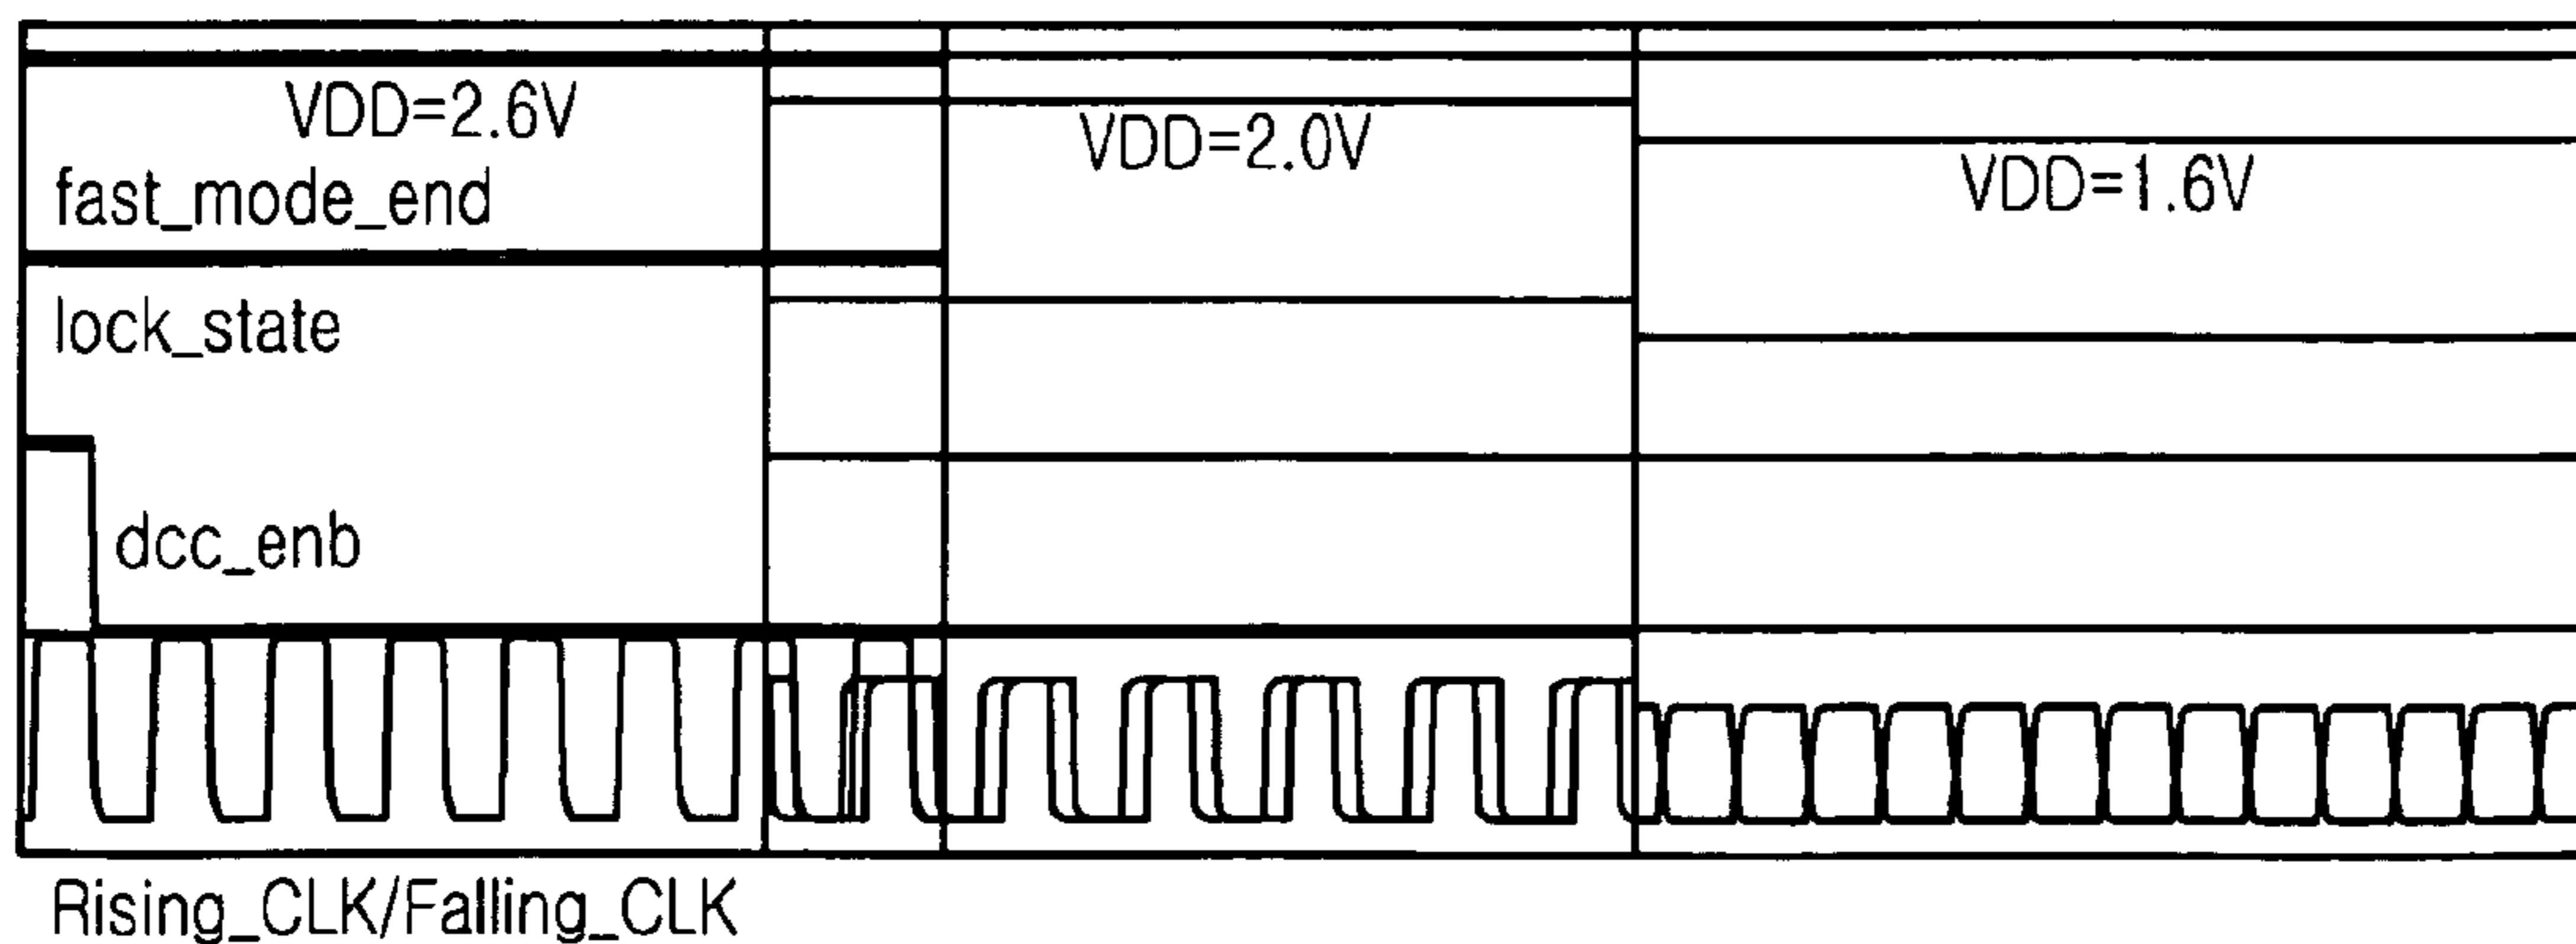 VDD=2.6V
VDD=2.0V
VDD=1.6V
fast_mode_end
lock_state
dcc_enb
Rising_CLK/Falling_CLK